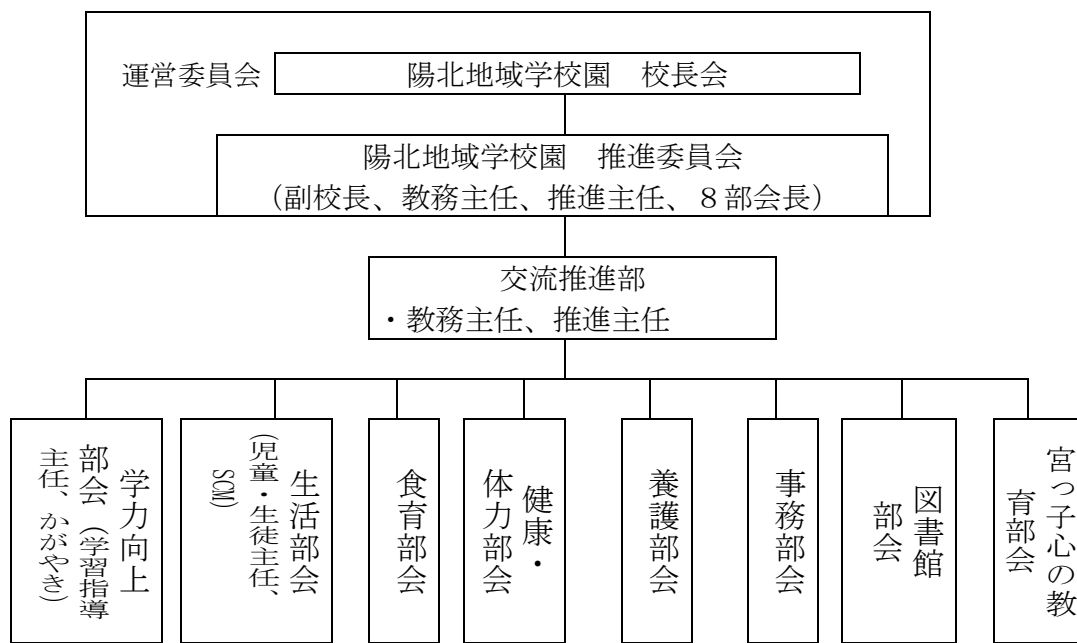 運営委員会
陽北地域学校園　校長会
陽北地域学校園　推進委員会
（副校長、教務主任、推進主任、８部会長）
交流推進部
・教務主任、推進主任
学力向上
部会（学習指導
主任、かがやき）
生活部会
(児童・生徒主任、
SCM)
食育部会
健康・
体力部会
養護部会
事務部会
図書館
部会
宮っ子心の教
育部会